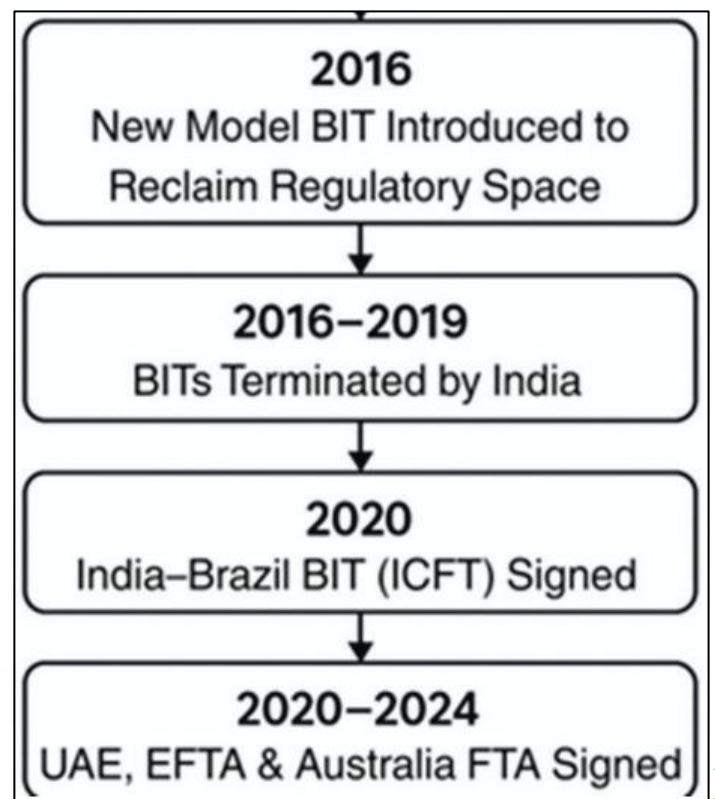 2016
New Model BIT Introduced to
Reclaim Regulatory Space
2016–2019
BITs Terminated by India
2020
India–Brazil BIT (ICFT) Signed
2020–2024
UAE, EFTA & Australia FTA Signed